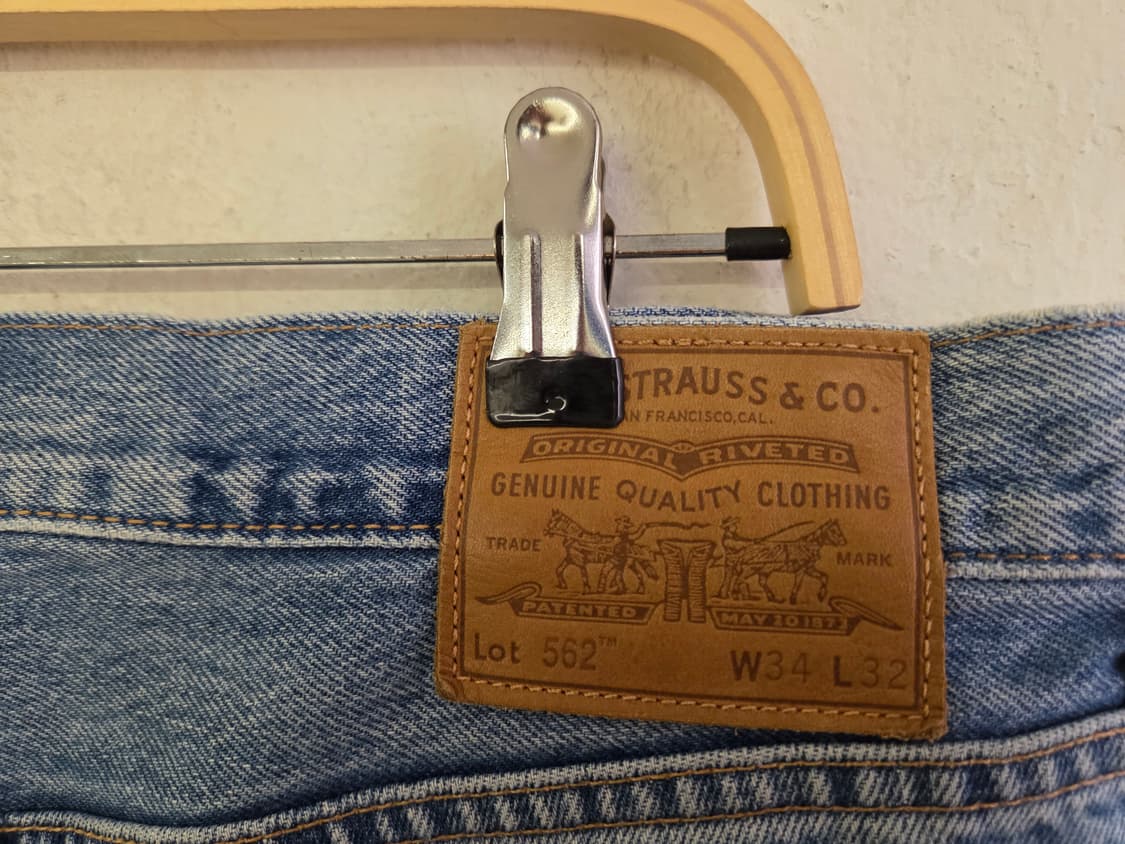 STRAUSS & CO.
AN FRANCISCO, CAL.
ORIGINAL RIVETED
GENUINE QUALITY CLOTHING
TRADE MARK
PATENTED MAY 20 1873
Lot 562™ W34 L32